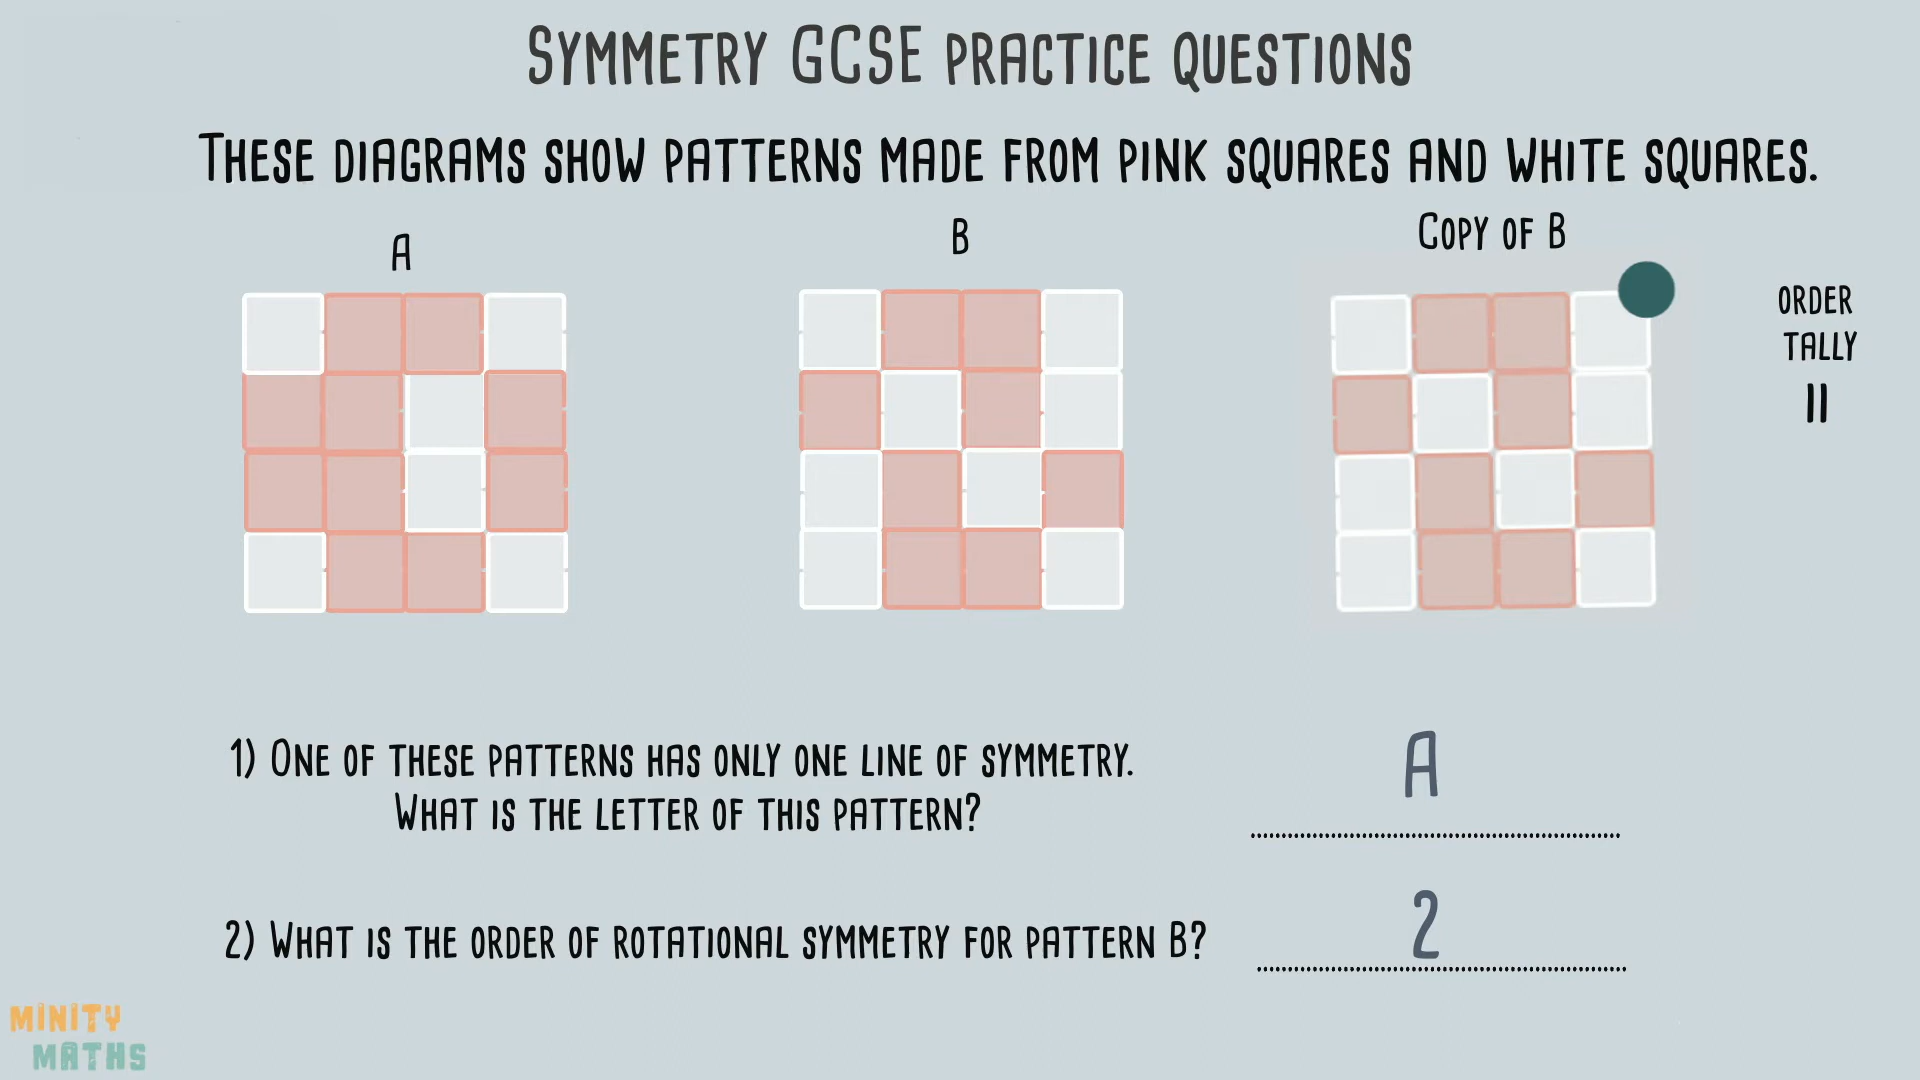 SYMMETRY GCSE PRACTICE QUESTIONS
THESE DIAGRAMS SHOW PATTERNS MADE FROM PINK SQUARES AND WHITE SQUARES.
A
B
COPY OF B
ORDER
TALLY
II
1) ONE OF THESE PATTERNS HAS ONLY ONE LINE OF SYMMETRY.
WHAT IS THE LETTER OF THIS PATTERN?
A
2) WHAT IS THE ORDER OF ROTATIONAL SYMMETRY FOR PATTERN B?
2
MINITY
MATHS